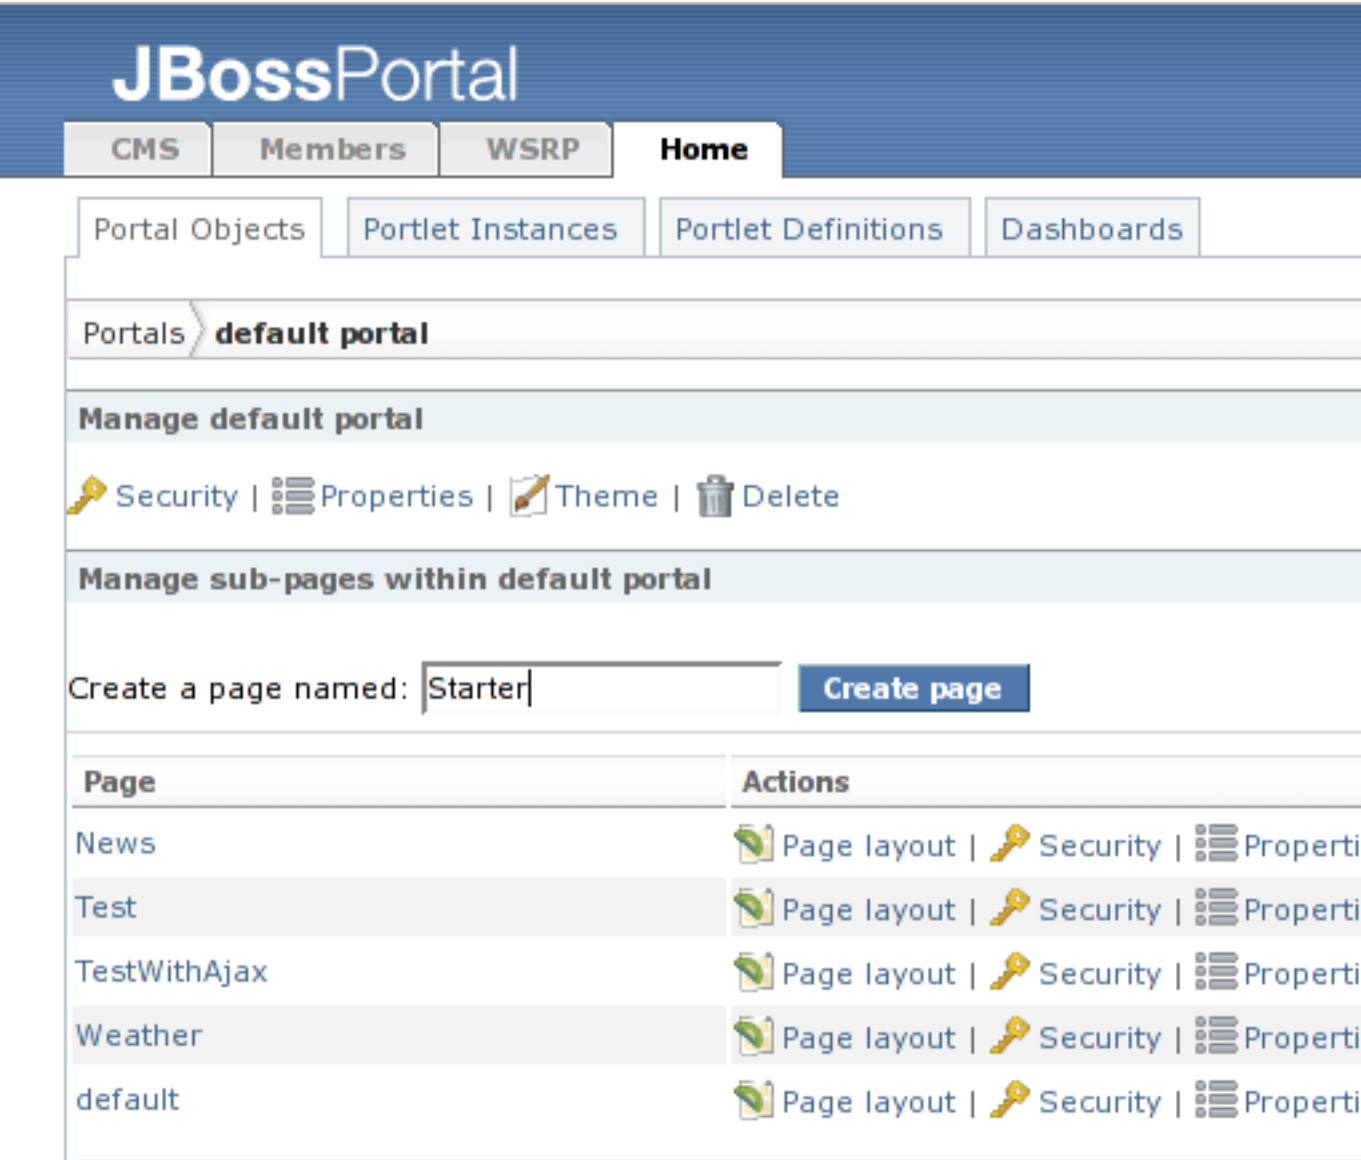 JBossPortal
CMS Members WSRP Home
Portal Objects Portlet Instances Portlet Definitions Dashboards
Portals default portal
Manage default portal
Security | Properties | Theme | Delete
Manage sub-pages within default portal
Create a page named: Starter Create page
Page Actions
News Page layout | Security | Properti
Test Page layout | Security | Properti
TestWithAjax Page layout | Security | Properti
Weather Page layout | Security | Properti
default Page layout | Security | Properti